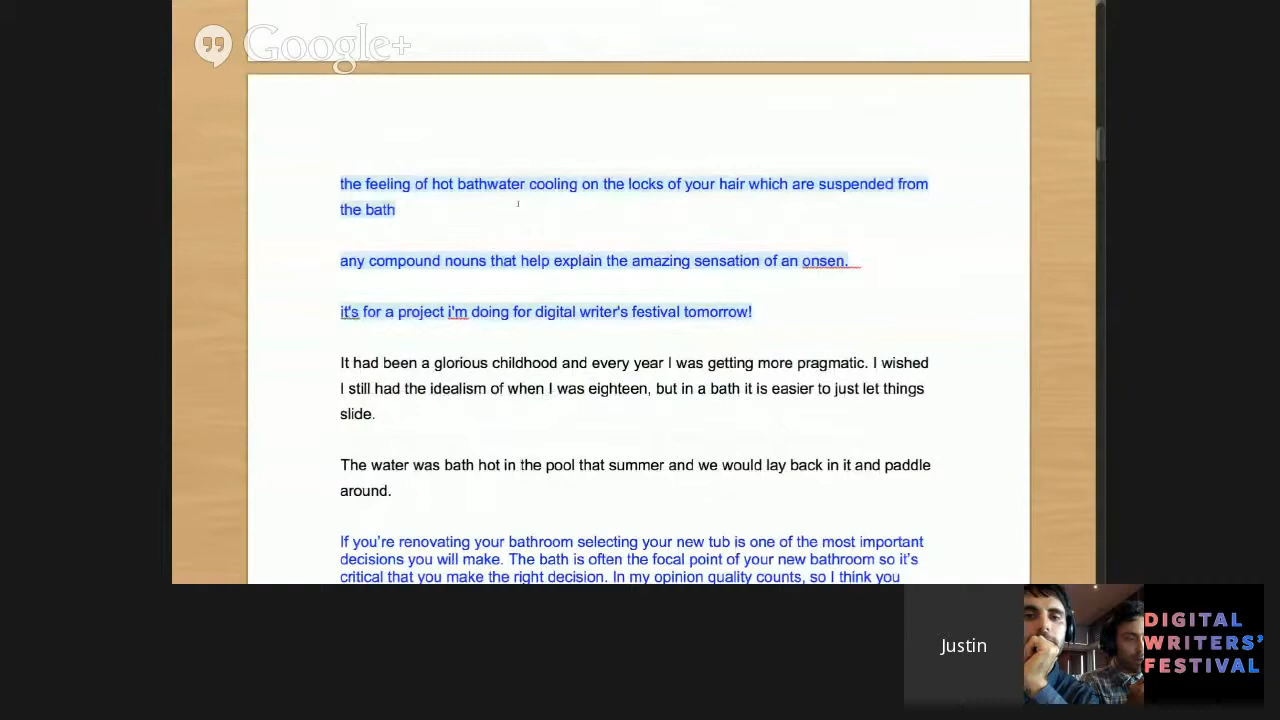 Google+
the feeling of hot bathwater cooling on the locks of your hair which are suspended from
the bath
any compound nouns that help explain the amazing sensation of an onsen.
it's for a project i'm doing for digital writer's festival tomorrow!
It had been a glorious childhood and every year I was getting more pragmatic. I wished
I still had the idealism of when I was eighteen, but in a bath it is easier to just let things
slide.
The water was bath hot in the pool that summer and we would lay back in it and paddle
around.
If you're renovating your bathroom selecting your new tub is one of the most important
decisions you will make. The bath is often the focal point of your new bathroom so it's
critical that you make the right decision. In my opinion quality counts, so I think you
Justin
DIGITAL
WRITERS'
FESTIVAL